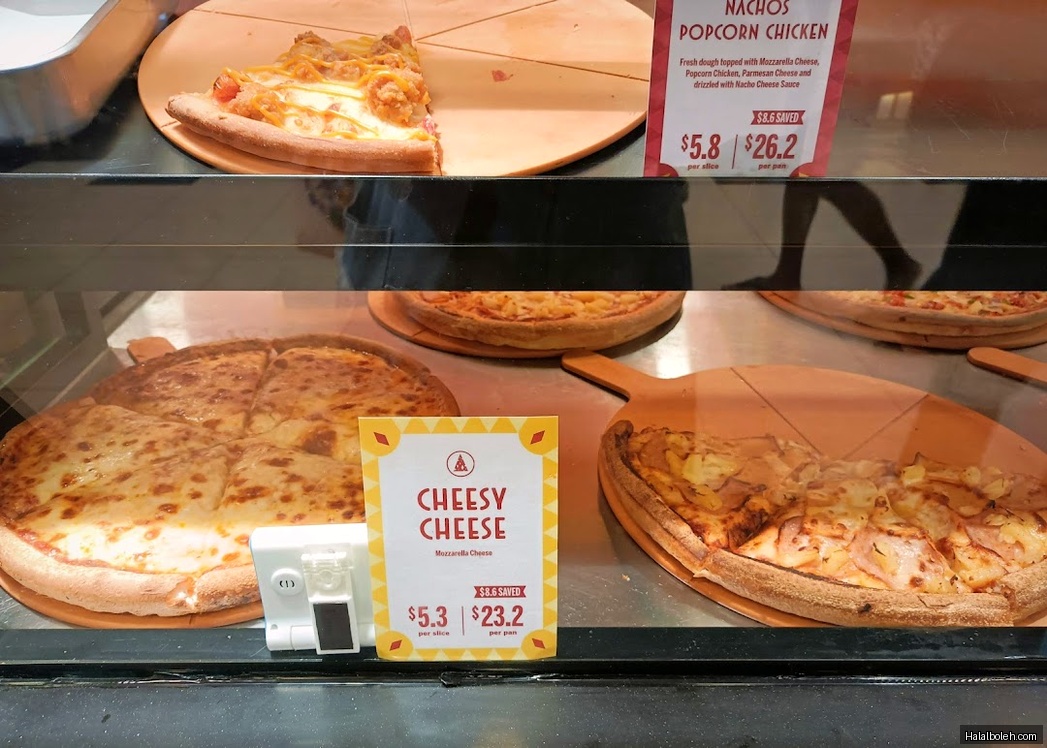 NACHOS
POPCORN CHICKEN
Fresh dough topped with Mozzarella Cheese,
Popcorn Chicken, Parmesan Cheese and
drizzled with Nacho Cheese Sauce
$8.6 SAVED
$5.8 $26.2
per slice per pan
CHEESY
CHEESE
Mozzarella Cheese
$8.6 SAVED
$5.3 $23.2
per slice per pan
Halalboleh.com